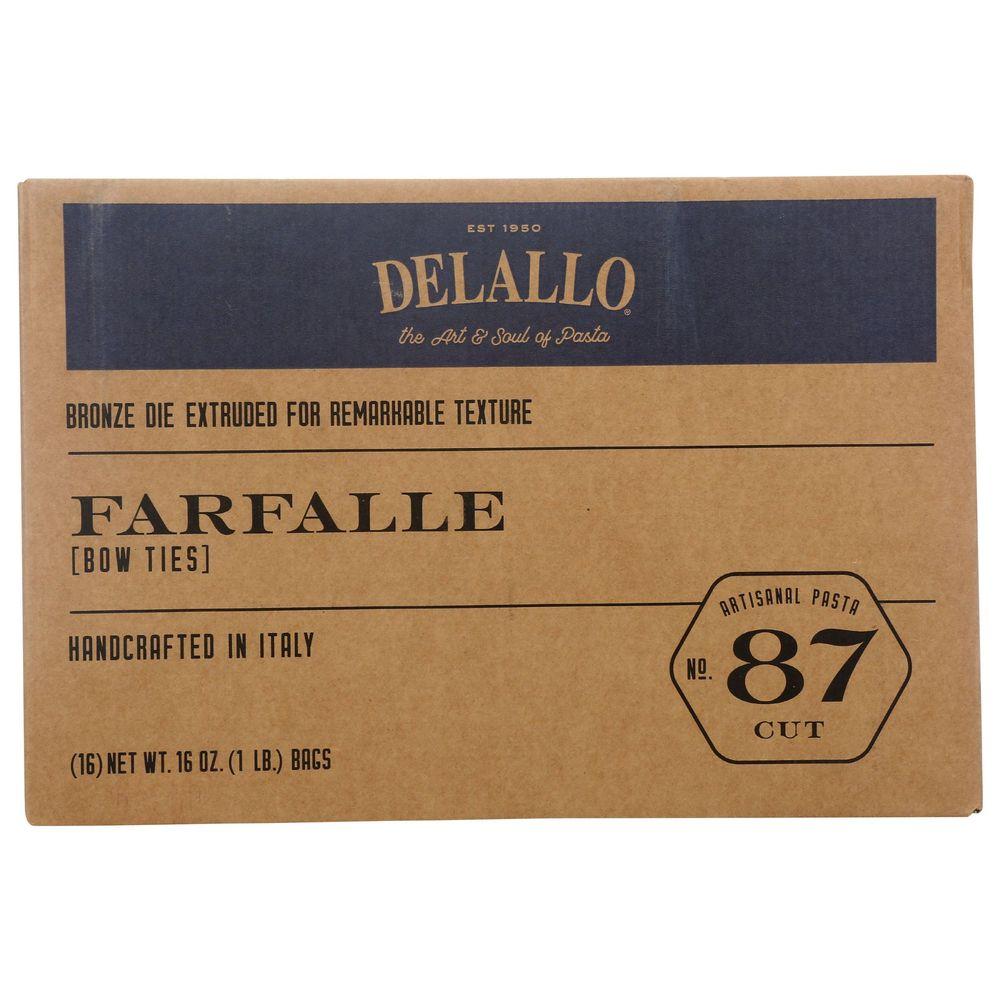 EST 1950
DELALLO®
the Art & Soul of Pasta
BRONZE DIE EXTRUDED FOR REMARKABLE TEXTURE
FARFALLE
[BOW TIES]
HANDCRAFTED IN ITALY
ARTISANAL PASTA
No. 87
CUT
(16) NET WT. 16 OZ. (1 LB.) BAGS